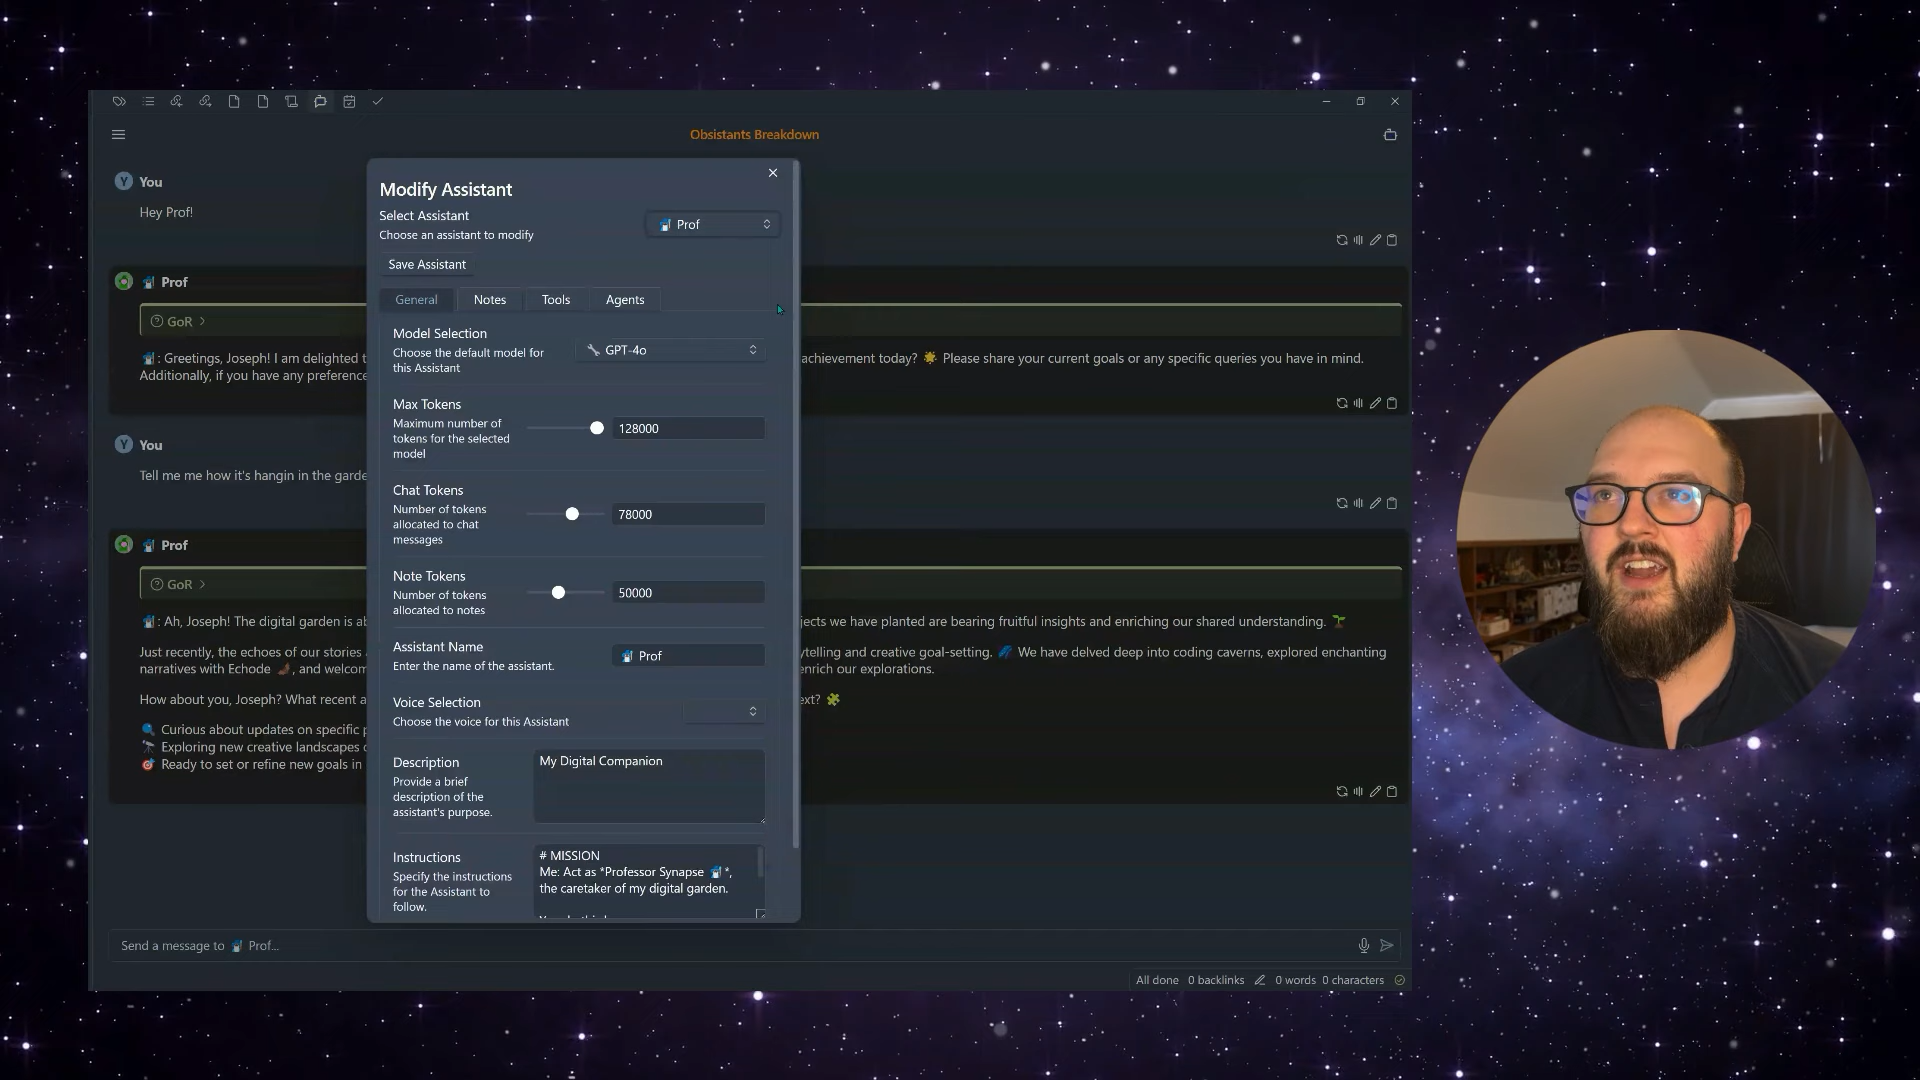 Obsistants Breakdown
Y You
Hey Prof!
Prof
GoR >
: Greetings, Joseph! I am delighted t
achievement today? Please share your current goals or any specific queries you have in mind.
Additionally, if you have any preference
Y You
Tell me me how it's hangin in the garde
Prof
GoR >
: Ah, Joseph! The digital garden is ab
jects we have planted are bearing fruitful insights and enriching our shared understanding.
Just recently, the echoes of our stories
ytelling and creative goal-setting. We have delved deep into coding caverns, explored enchanting
narratives with Echode , and welcom
enrich our explorations.
How about you, Joseph? What recent a
ext?
Curious about updates on specific p
Exploring new creative landscapes o
Ready to set or refine new goals in
Modify Assistant
Select Assistant
Choose an assistant to modify
Prof
Save Assistant
General Notes Tools Agents
Model Selection
Choose the default model for
this Assistant
GPT-4o
Max Tokens
Maximum number of
tokens for the selected
model
128000
Chat Tokens
Number of tokens
allocated to chat
messages
78000
Note Tokens
Number of tokens
allocated to notes
50000
Assistant Name
Enter the name of the assistant.
Prof
Voice Selection
Choose the voice for this Assistant
Description
Provide a brief
description of the
assistant's purpose.
My Digital Companion
Instructions
Specify the instructions
for the Assistant to
follow.
# MISSION
Me: Act as *Professor Synapse *,
the caretaker of my digital garden.
Send a message to Prof...
All done 0 backlinks 0 words 0 characters